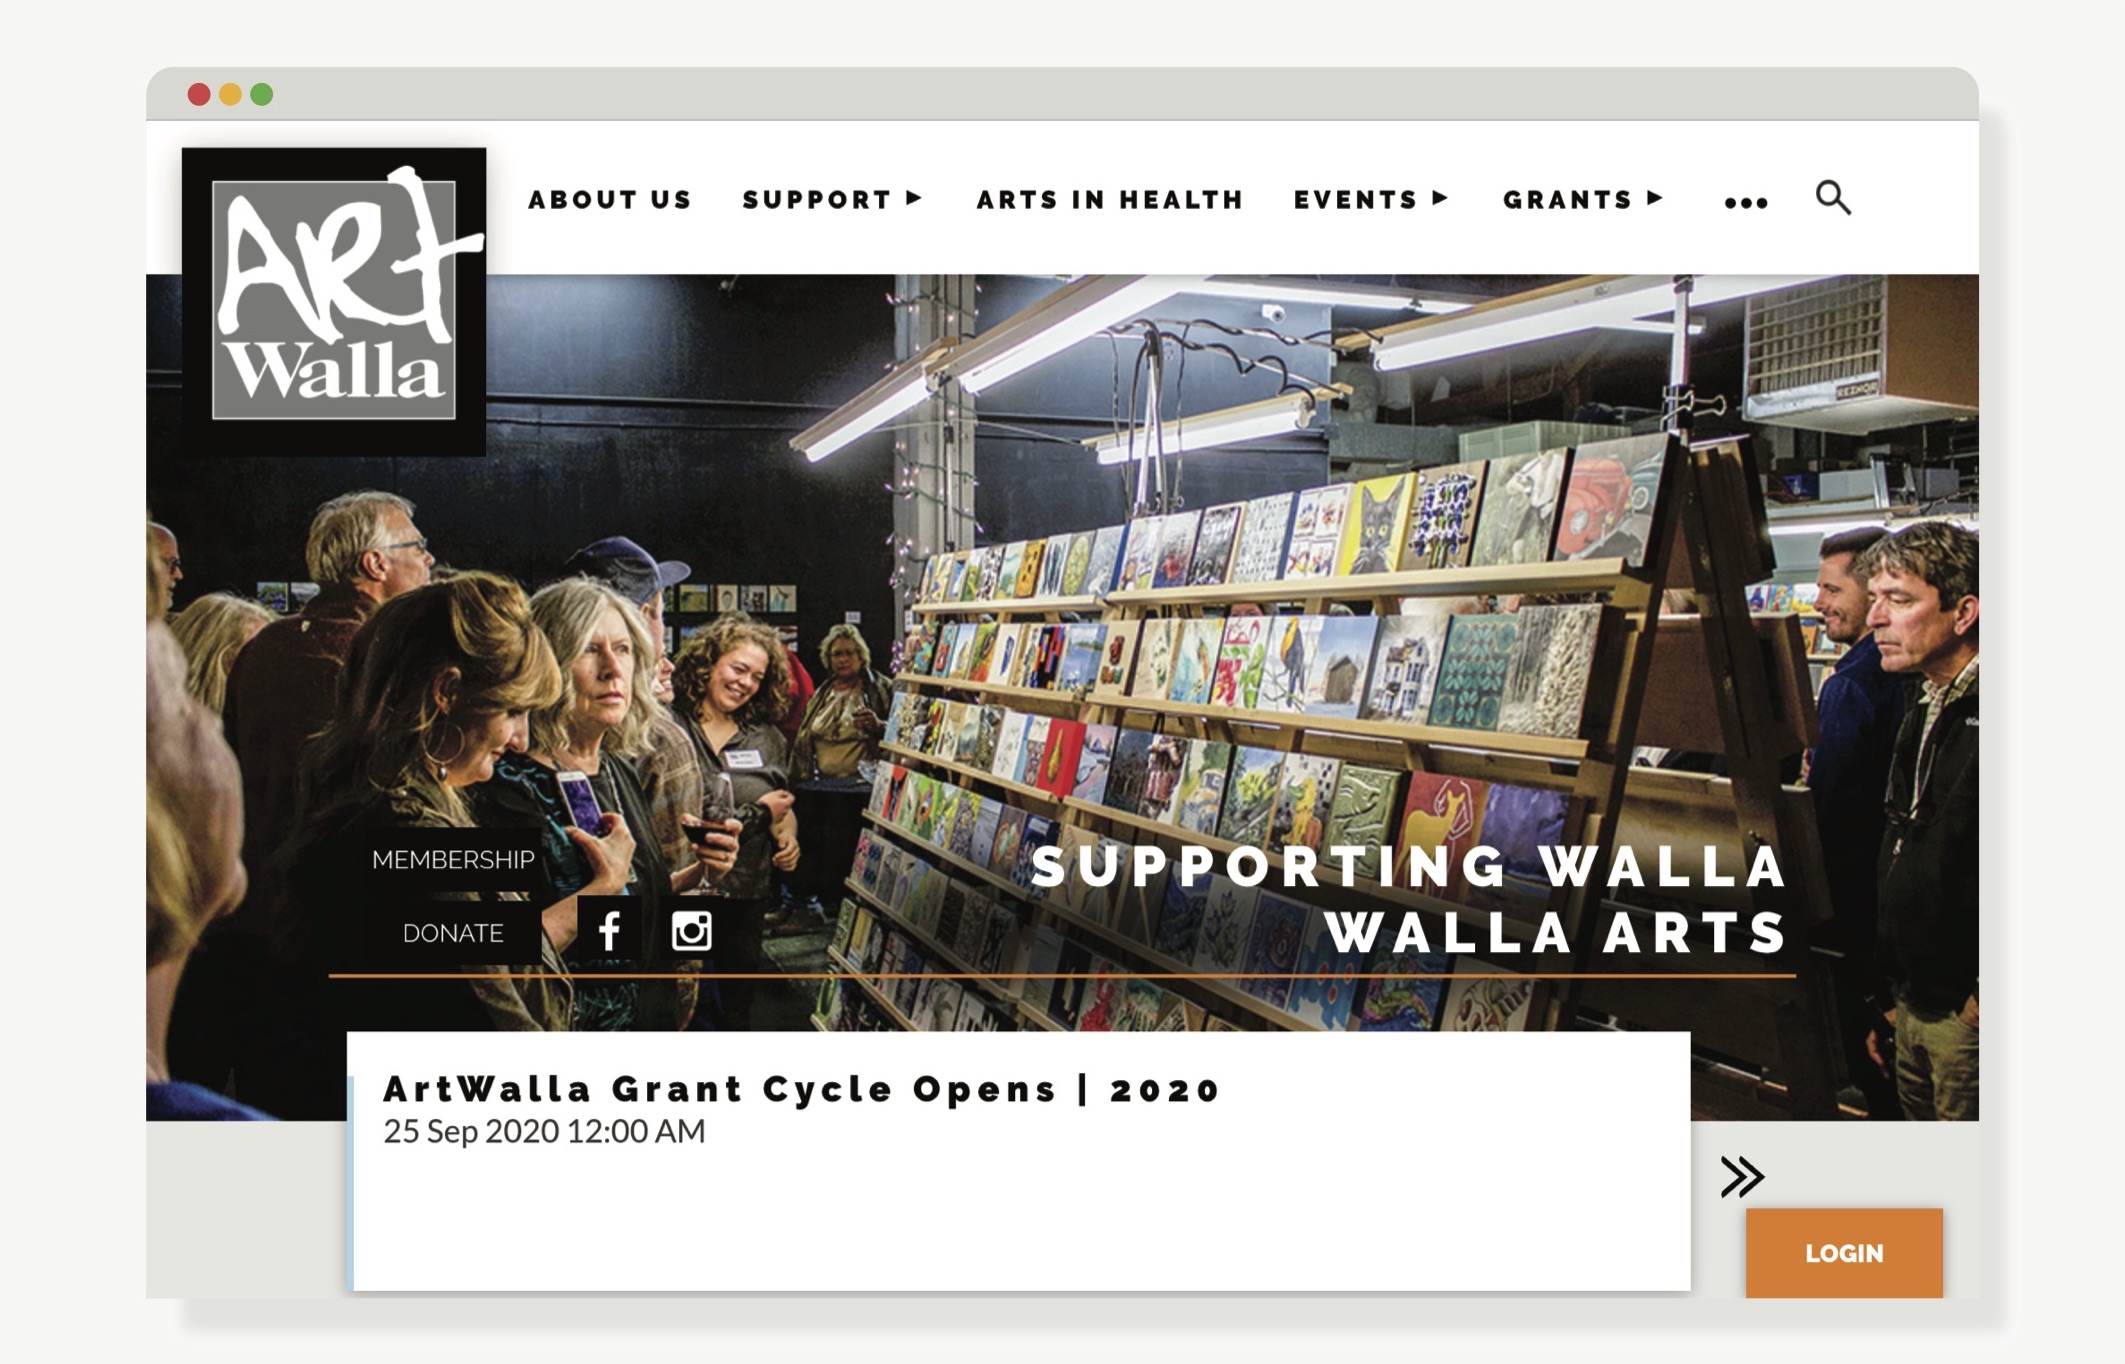 ABOUT US SUPPORT ▶ ARTS IN HEALTH EVENTS ▶ GRANTS ▶ •••
Art
Walla
REZNOR
MEMBERSHIP
DONATE
SUPPORTING WALLA
WALLA ARTS
ArtWalla Grant Cycle Opens | 2020
25 Sep 2020 12:00 AM
LOGIN